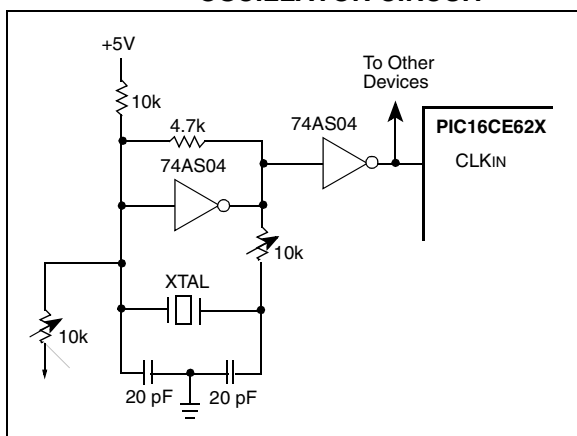 OSCILLATOR CIRCUIT
+5V
To Other
Devices
10k
4.7k
74AS04
PIC16CE62X
74AS04
CLKIN
10k
XTAL
10k
20 pF
20 pF